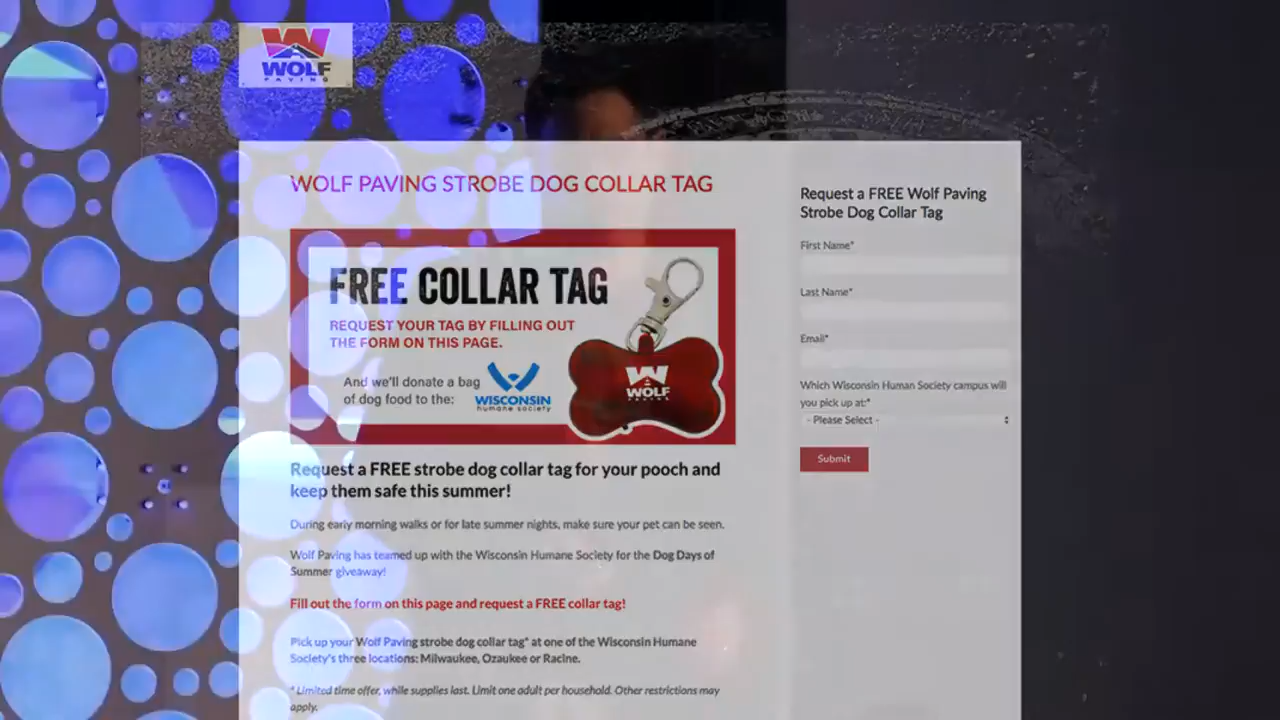 WOLF
PAVING
WOLF PAVING STROBE DOG COLLAR TAG
FREE COLLAR TAG
REQUEST YOUR TAG BY FILLING OUT
THE FORM ON THIS PAGE.
And we'll donate a bag
of dog food to the:
WISCONSIN
humane society
WOLF
PAVING
Request a FREE strobe dog collar tag for your pooch and
keep them safe this summer!
During early morning walks or for late summer nights, make sure your pet can be seen.
Wolf Paving has teamed up with the Wisconsin Humane Society for the Dog Days of
Summer giveaway!
Fill out the form on this page and request a FREE collar tag!
Pick up your Wolf Paving strobe dog collar tag* at one of the Wisconsin Humane
Society's three locations: Milwaukee, Ozaukee or Racine.
* Limited time offer, while supplies last. Limit one adult per household. Other restrictions may
apply.
Request a FREE Wolf Paving
Strobe Dog Collar Tag
First Name*
Last Name*
Email*
Which Wisconsin Human Society campus will
you pick up at:*
- Please Select -
Submit